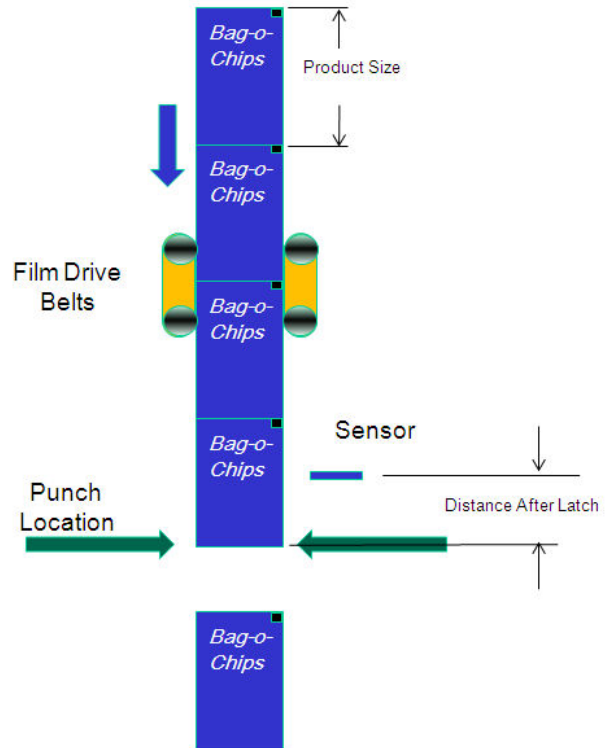 Bag-o-
Chips
Product Size
Bag-o-
Chips
Film Drive
Belts
Bag-o-
Chips
Bag-o-
Chips
Sensor
Punch
Location
Distance After Latch
Bag-o-
Chips